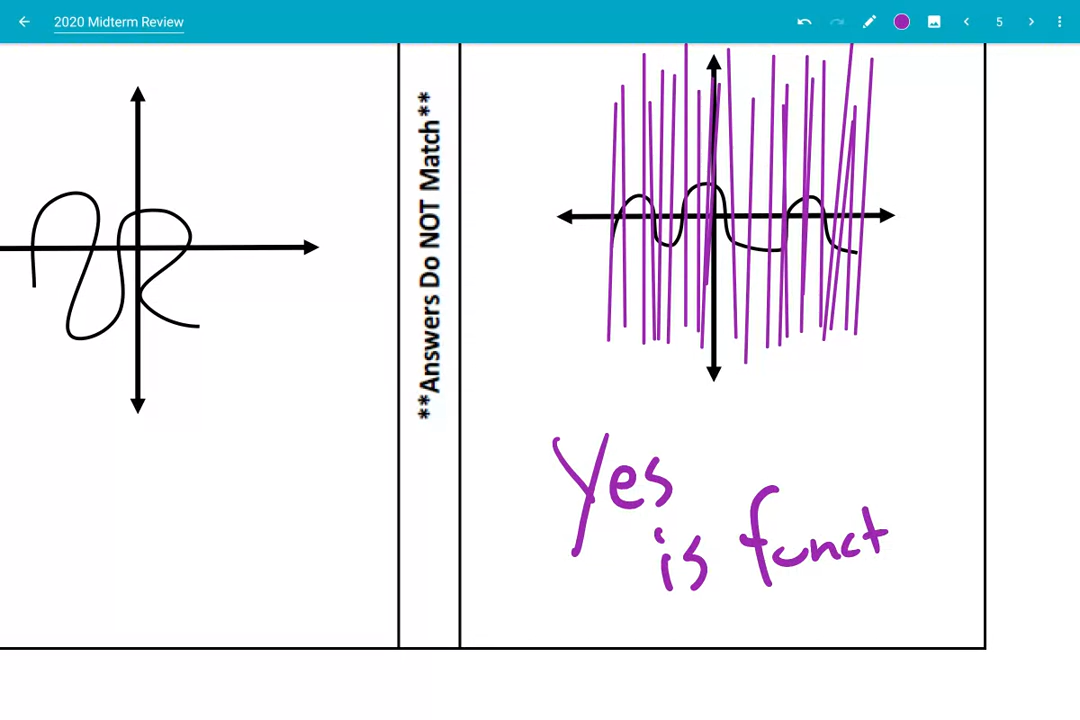 2020 Midterm Review
5
**Answers Do NOT Match**
Yes
is funct